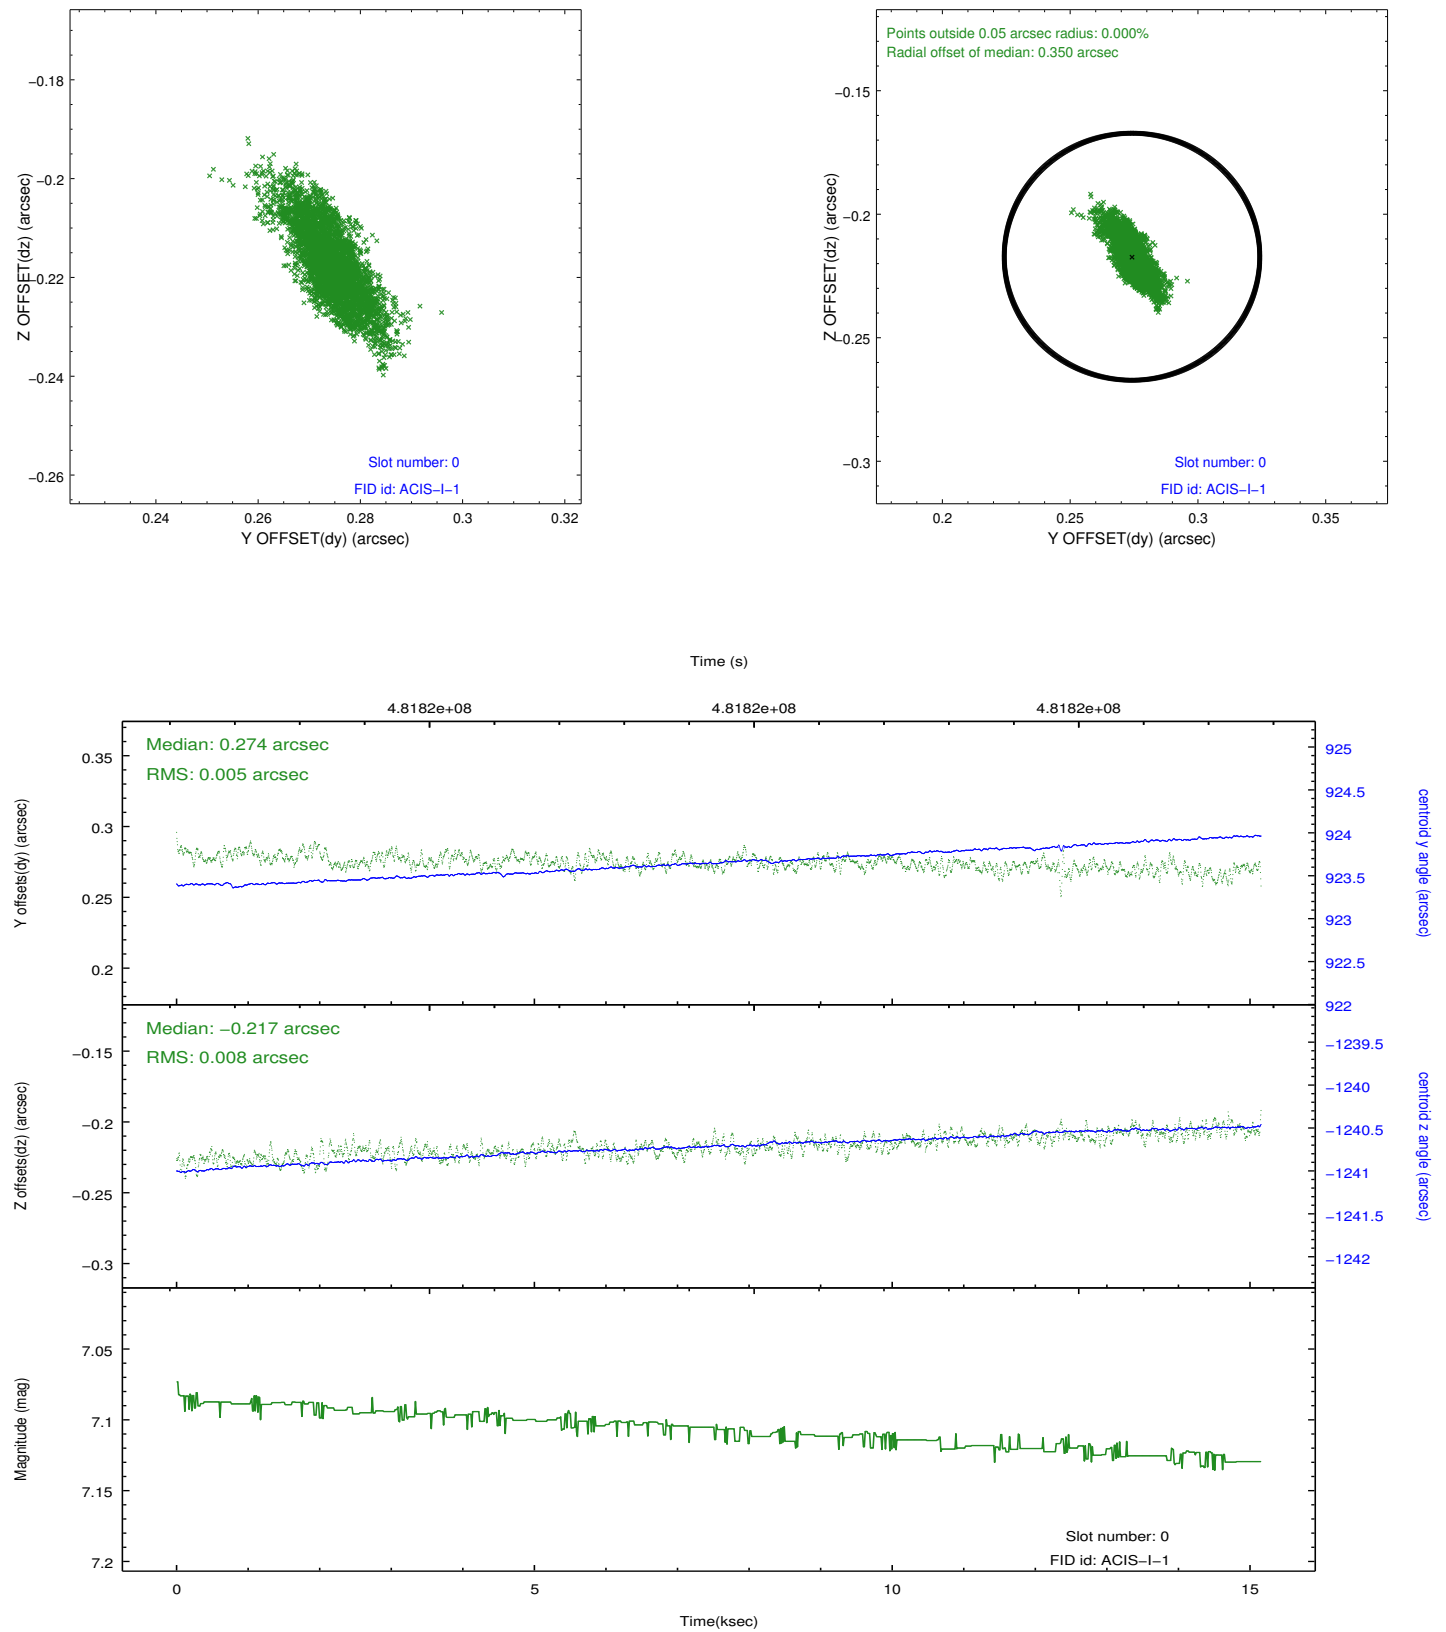 −0.18
−0.2
−0.22
−0.24
−0.26
Z OFFSET(dz) (arcsec)
Slot number: 0
FID id: ACIS−I−1
0.24
0.26
0.28
0.3
0.32
Y OFFSET(dy) (arcsec)
Points outside 0.05 arcsec radius: 0.000%
Radial offset of median: 0.350 arcsec
−0.15
−0.2
−0.25
−0.3
Z OFFSET(dz) (arcsec)
Slot number: 0
FID id: ACIS−I−1
0.2
0.25
0.3
0.35
Y OFFSET(dy) (arcsec)
Time (s)
4.8182e+08
4.8182e+08
4.8182e+08
Median: 0.274 arcsec
RMS: 0.005 arcsec
0.35
0.3
0.25
0.2
Y offsets(dy) (arcsec)
925
924.5
924
923.5
923
922.5
922
centroid y angle (arcsec)
Median: −0.217 arcsec
RMS: 0.008 arcsec
−0.15
−0.2
−0.25
−0.3
Z offsets(dz) (arcsec)
−1239.5
−1240
−1240.5
−1241
−1241.5
−1242
centroid z angle (arcsec)
7.05
7.1
7.15
7.2
Magnitude (mag)
Slot number: 0
FID id: ACIS−I−1
0
5
10
15
Time(ksec)